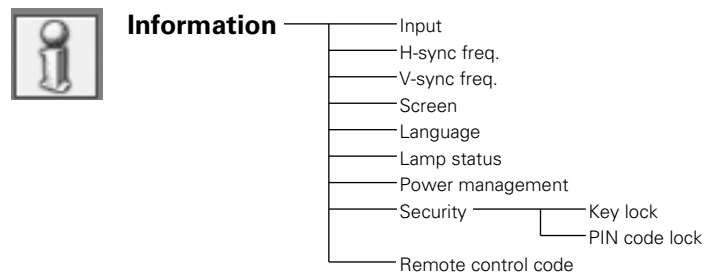 Information
Input
H-sync freq.
V-sync freq.
Screen
Language
Lamp status
Power management
Security
Key lock
PIN code lock
Remote control code